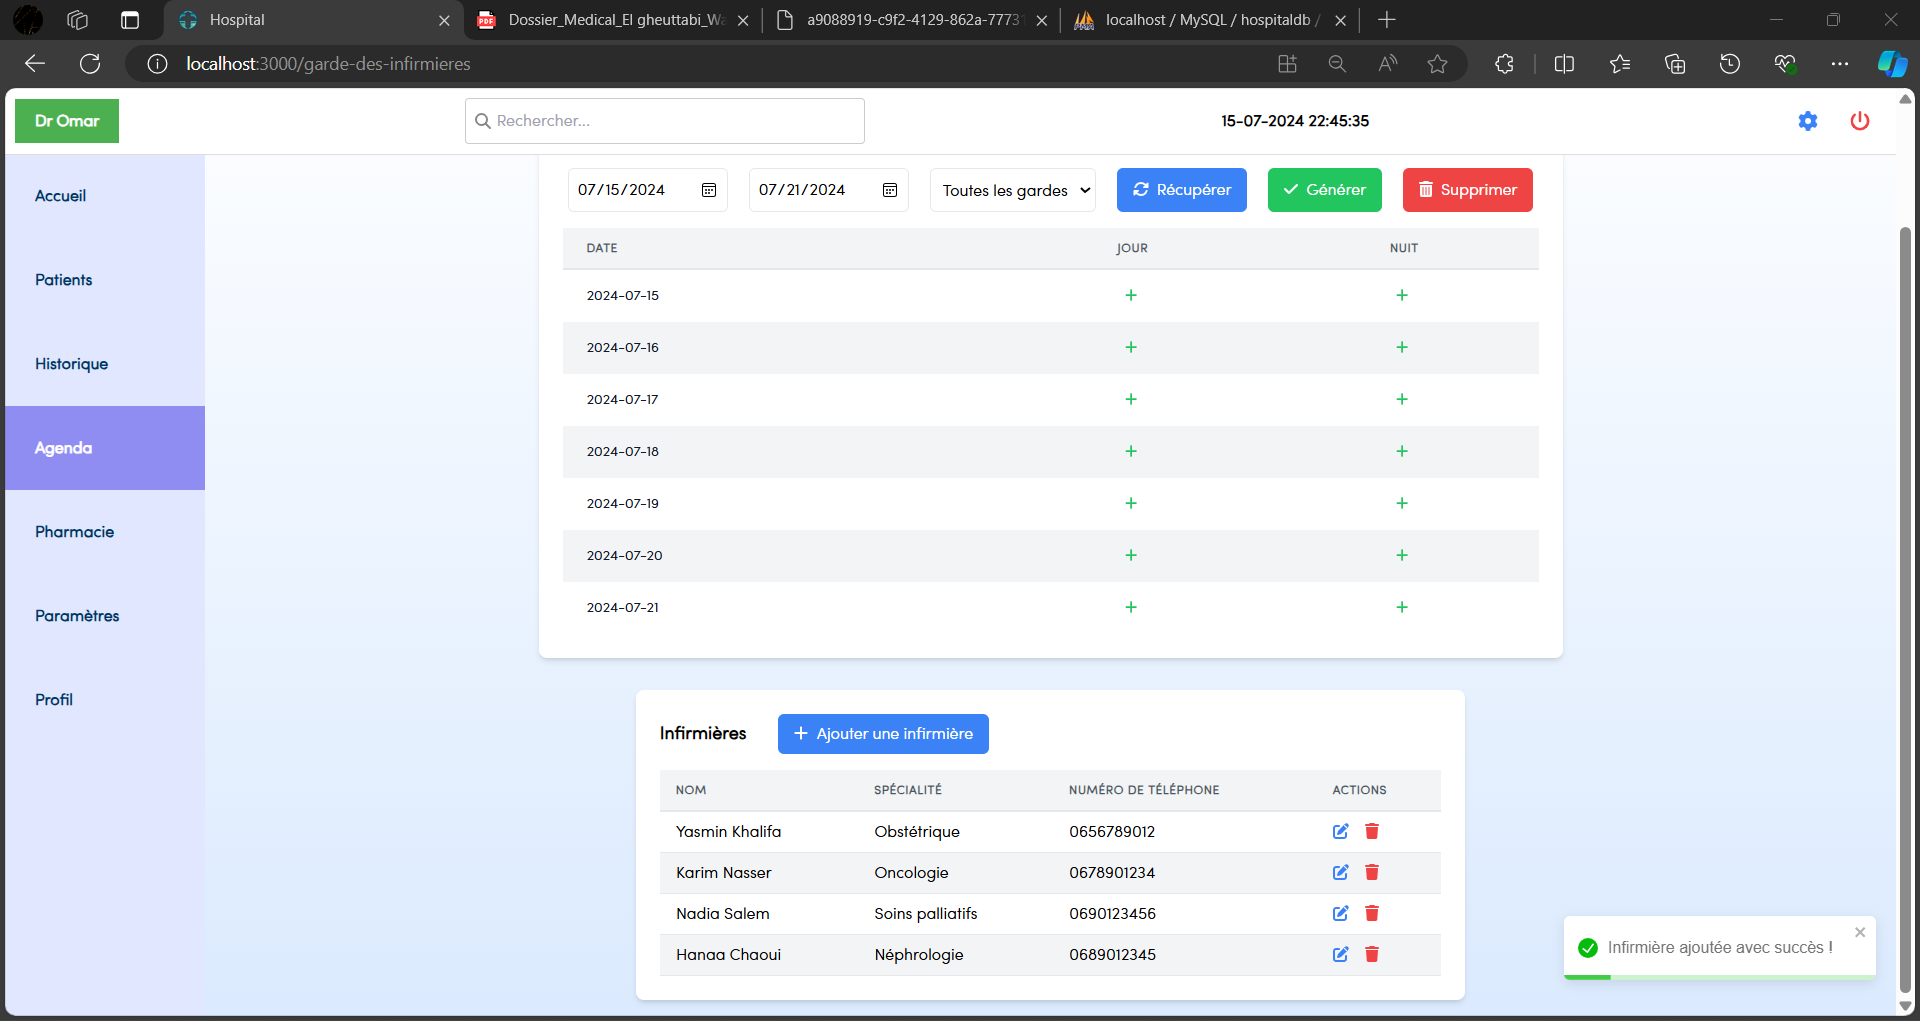 Hospital
Dossier_Medical_El gheuttabi_Wa
a9088919-c9f2-4129-862a-77731
localhost / MySQL / hospitaldb /
localhost:3000/garde-des-infirmieres
Dr Omar
Rechercher...
15-07-2024 22:45:35
Accueil
Patients
Historique
Agenda
Pharmacie
Paramètres
Profil
07/15/2024
07/21/2024
Toutes les gardes
Récupérer
Générer
Supprimer
DATE JOUR NUIT
2024-07-15 + +
2024-07-16 + +
2024-07-17 + +
2024-07-18 + +
2024-07-19 + +
2024-07-20 + +
2024-07-21 + +
Infirmières
+ Ajouter une infirmière
NOM SPÉCIALITÉ NUMÉRO DE TÉLÉPHONE ACTIONS
Yasmin Khalifa Obstétrique 0656789012
Karim Nasser Oncologie 0678901234
Nadia Salem Soins palliatifs 0690123456
Hanaa Chaoui Néphrologie 0689012345
Infirmière ajoutée avec succès !